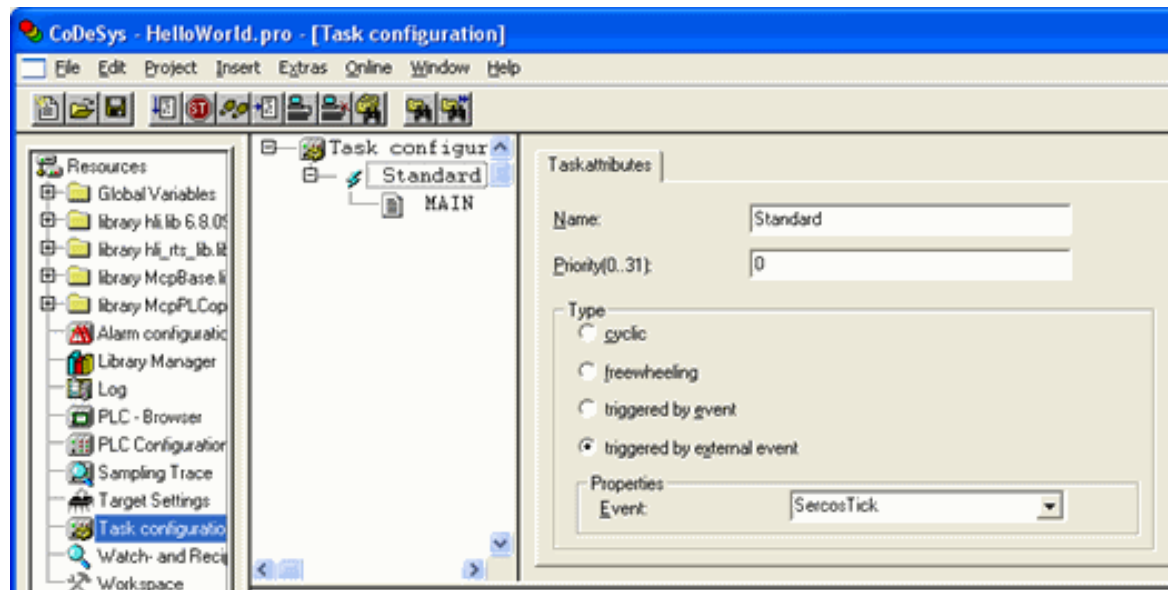 CoDeSys - HelloWorld.pro - [Task configuration]
File Edit Project Insert Extras Online Window Help
Resources
Global Variables
library hli.lib 6.8.09
library hli_rts_lib.lib
library McpBase.li
library McpPLCop
Alarm configuratio
Library Manager
Log
PLC - Browser
PLC Configuration
Sampling Trace
Target Settings
Task configuratio
Watch- and Recip
Workspace
Task configur
Standard
MAIN
Taskattributes
Name: Standard
Priority(0..31): 0
Type
cyclic
freewheeling
triggered by event
triggered by external event
Properties
Event: SercosTick